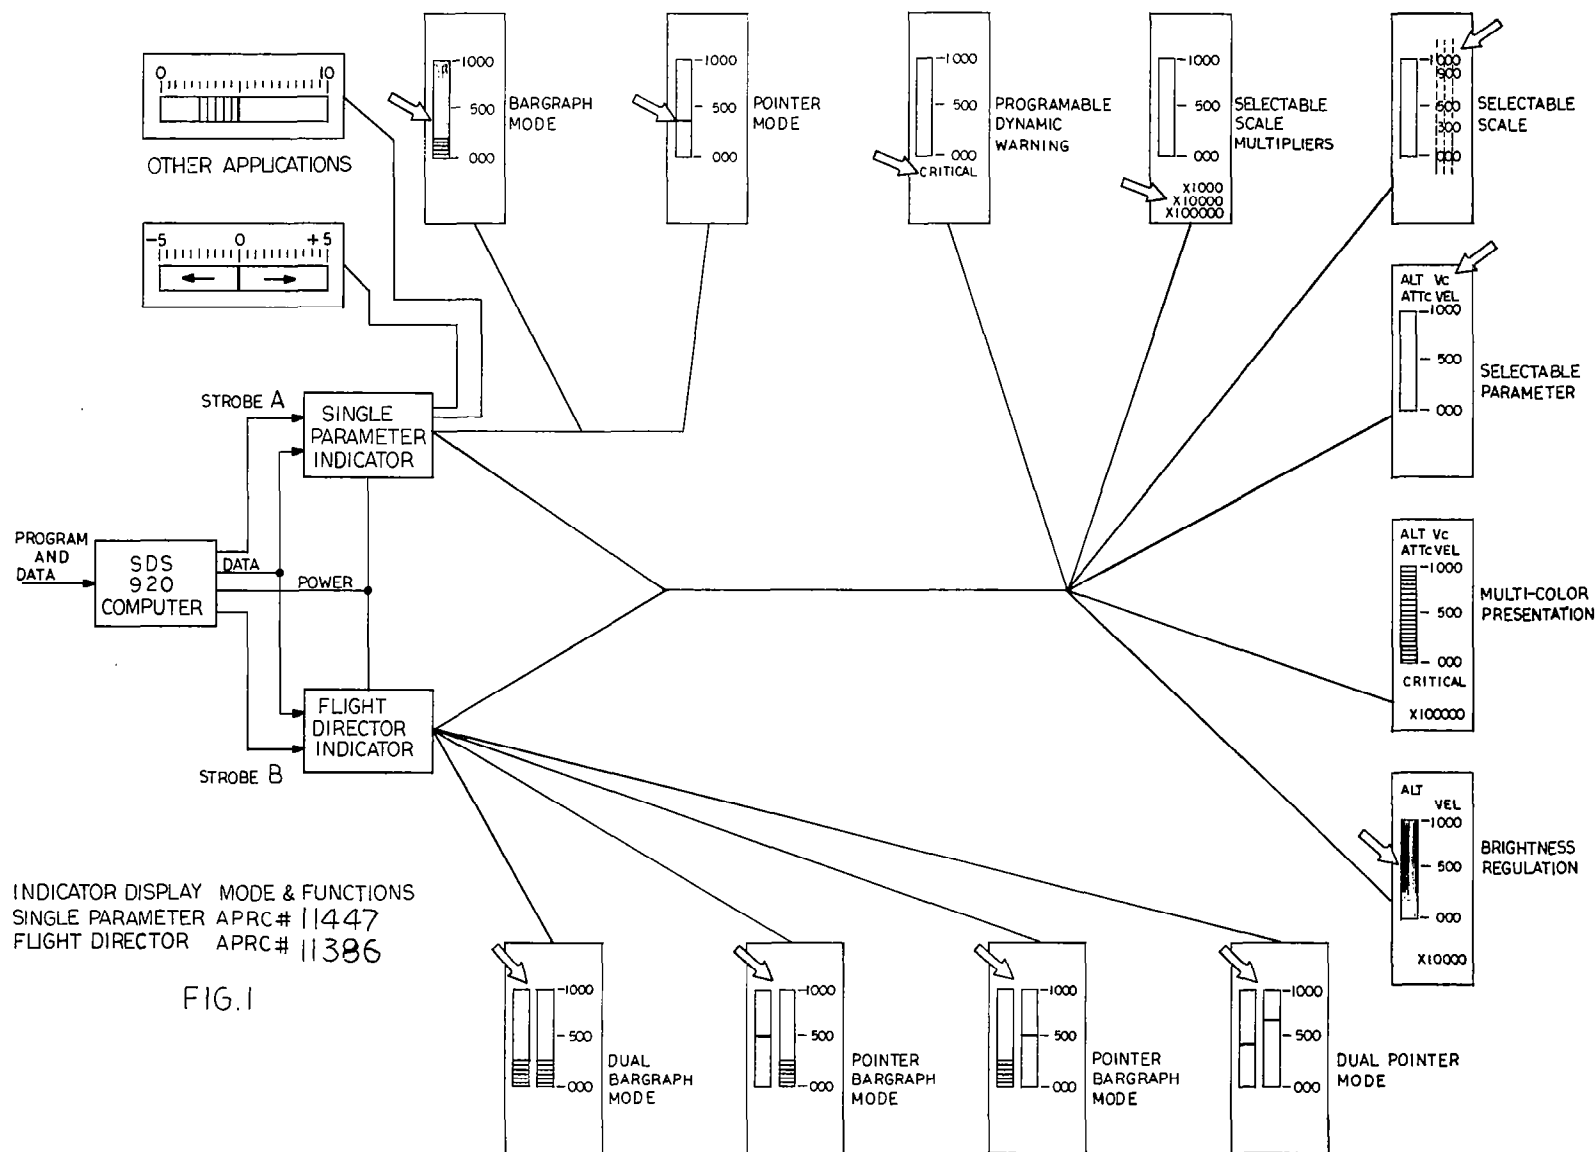 0 10
OTHER APPLICATIONS
-5 0 +5
-1000
-500
-000
BARGRAPH
MODE
-1000
-500
-000
POINTER
MODE
-1000
-500
-000
CRITICAL
PROGRAMABLE
DYNAMIC
WARNING
-1000
-500
-000
X1000
X10000
X100000
SELECTABLE
SCALE
MULTIPLIERS
-1000
900
-500
300
-000
SELECTABLE
SCALE
ALT Vc
ATTC VEL
-1000
-500
-000
SELECTABLE
PARAMETER
ALT Vc
ATTC VEL
-1000
-500
-000
CRITICAL
X100000
MULTI-COLOR
PRESENTATION
ALT
VEL
-1000
-500
-000
X10000
BRIGHTNESS
REGULATION
STROBE A
SINGLE
PARAMETER
INDICATOR
PROGRAM
AND
DATA
SDS
920
COMPUTER
DATA
POWER
FLIGHT
DIRECTOR
INDICATOR
STROBE B
INDICATOR DISPLAY MODE & FUNCTIONS
SINGLE PARAMETER APRC# 11447
FLIGHT DIRECTOR APRC# 11386
FIG.1
-1000
-500
-000
DUAL
BARGRAPH
MODE
-1000
-500
-000
POINTER
BARGRAPH
MODE
-1000
-500
-000
POINTER
BARGRAPH
MODE
-1000
-500
-000
DUAL POINTER
MODE